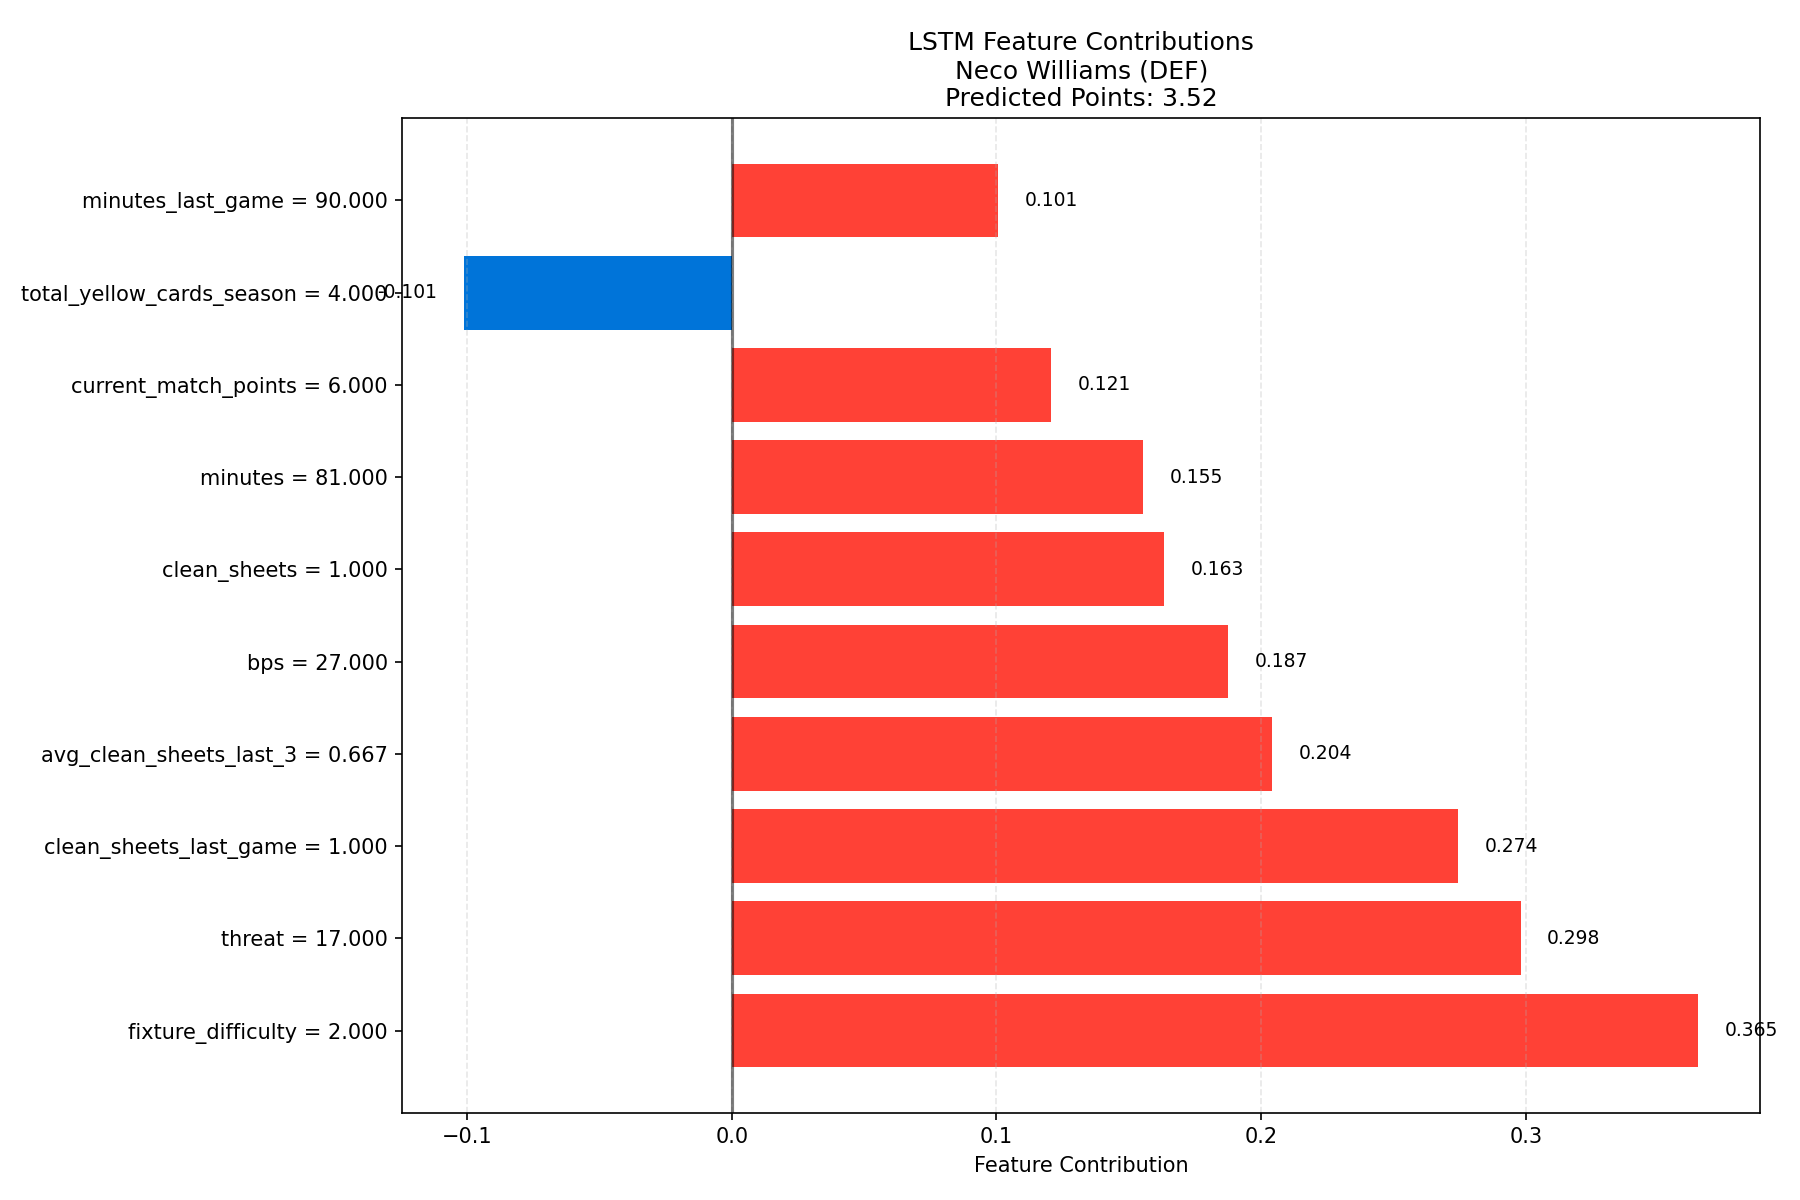 LSTM Feature Contributions
Neco Williams (DEF)
Predicted Points: 3.52
minutes_last_game = 90.000
0.101
total_yellow_cards_season = 4.000
-0.101
current_match_points = 6.000
0.121
minutes = 81.000
0.155
clean_sheets = 1.000
0.163
bps = 27.000
0.187
avg_clean_sheets_last_3 = 0.667
0.204
clean_sheets_last_game = 1.000
0.274
threat = 17.000
0.298
fixture_difficulty = 2.000
0.365
−0.1 0.0 0.1 0.2 0.3
Feature Contribution